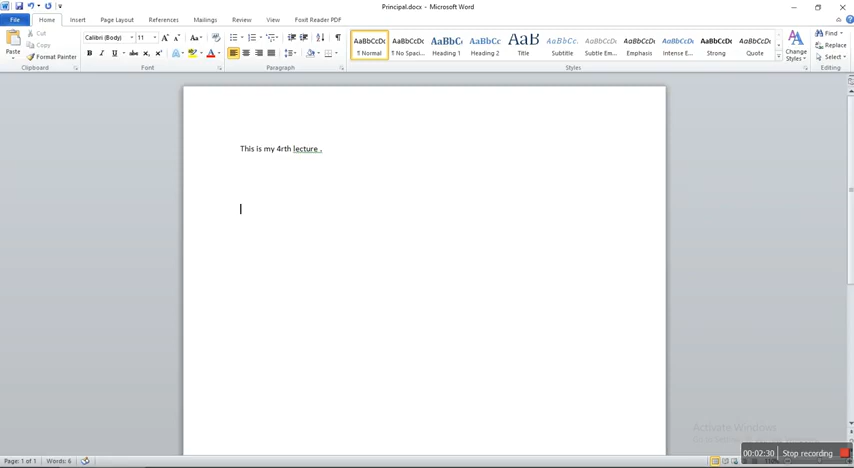 Principal.docx - Microsoft Word
File Home Insert Page Layout References Mailings Review View Foxit Reader PDF
Paste Cut Copy Format Painter
Calibri (Body) 11
AaBbCcDc AaBbCcDc AaBbC AaBbCc AaB AaBbCc. AaBbCcDc AaBbCcDc AaBbCcDc AaBbCcDc AaBbCcDc
¶ Normal ¶ No Spaci... Heading 1 Heading 2 Title Subtitle Subtle Em... Emphasis Intense E... Strong Quote
Change Styles
Find
Replace
Select
Clipboard Font Paragraph Styles Editing
This is my 4rth lecture .
Activate Windows
00:02:30 Stop recording
Page: 1 of 1 Words: 6